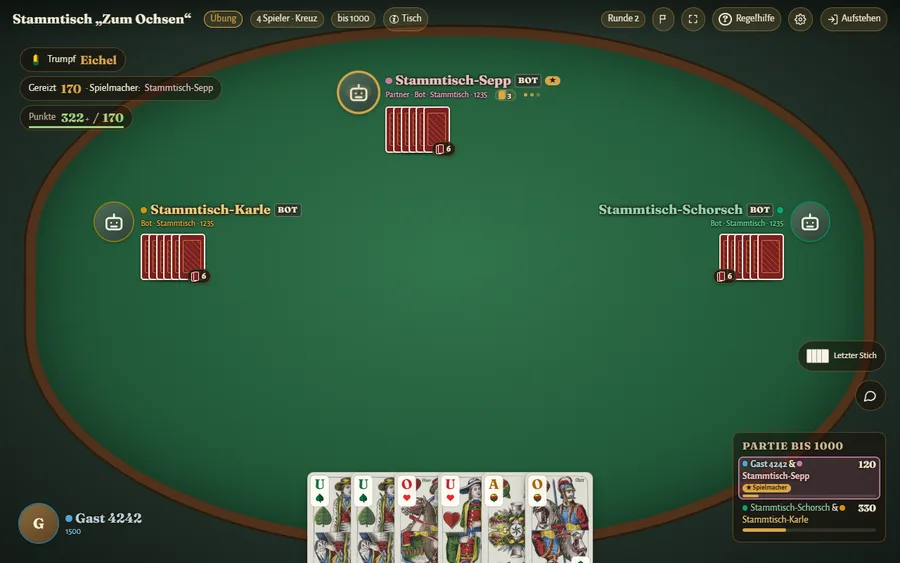 Stammtisch „Zum Ochsen“
Übung
4 Spieler · Kreuz
bis 1000
Tisch
Runde 2
Regelhilfe
Aufstehen
Trumpf Eichel
Gereizt 170 · Spielmacher: Stammtisch-Sepp
Punkte 322+ / 170
Stammtisch-Sepp BOT
Partner · Bot · Stammtisch · 1235 3
6
Stammtisch-Karle BOT
Bot · Stammtisch · 1235
6
Stammtisch-Schorsch BOT
Bot · Stammtisch · 1235
6
Letzter Stich
PARTIE BIS 1000
Gast 4242 & 120
Stammtisch-Sepp
Spielmacher
Stammtisch-Schorsch & 330
Stammtisch-Karle
G
Gast 4242
1500
U U O U A O